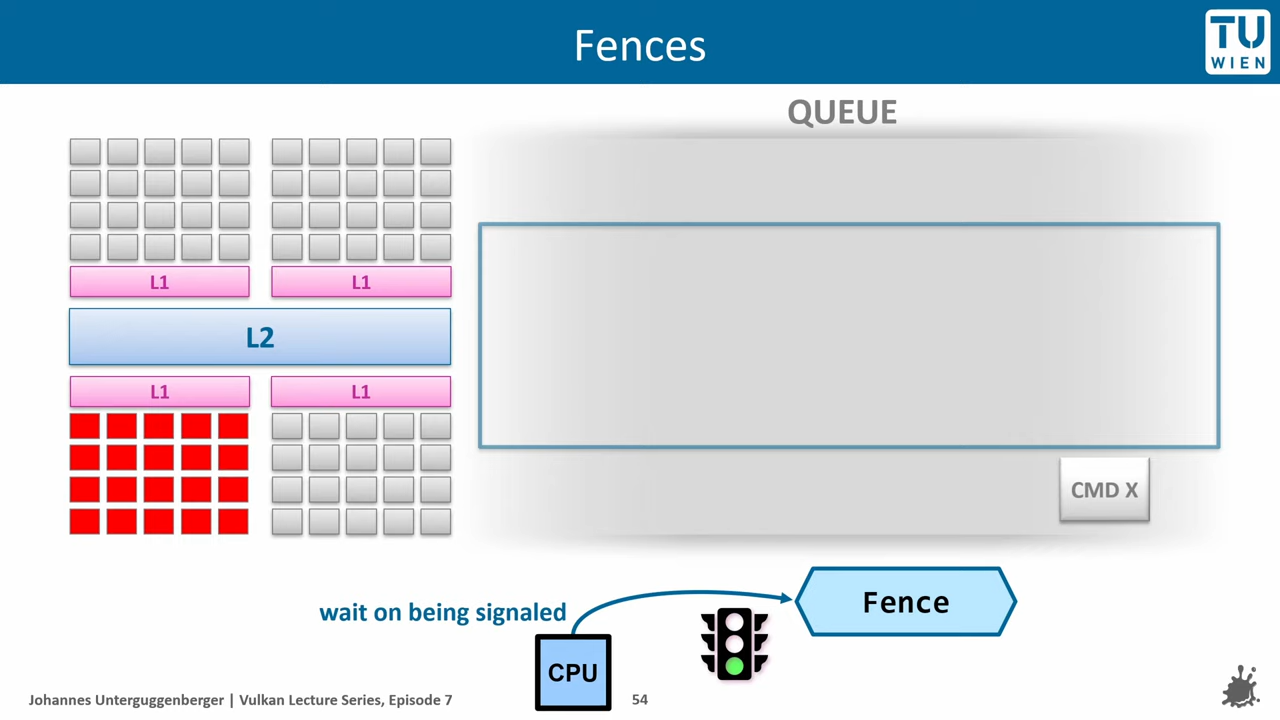 Fences
TU
WIEN
QUEUE
L1
L1
L2
L1
L1
CMD X
Fence
wait on being signaled
CPU
Johannes Unterguggenberger | Vulkan Lecture Series, Episode 7
54